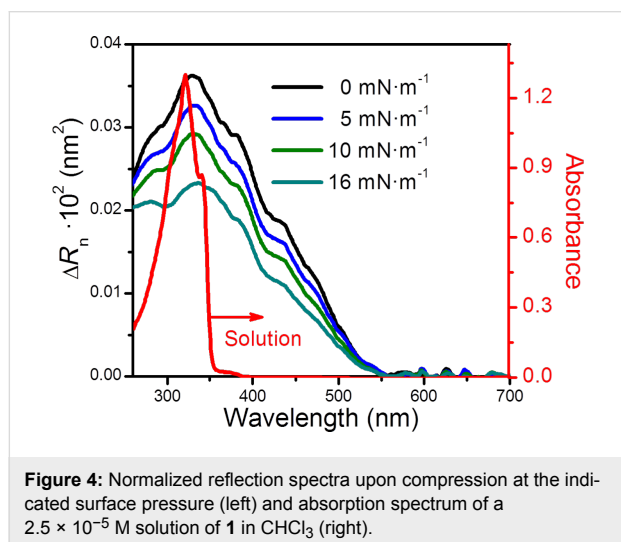 0.04
0.03
0.02
0.01
0.00
ΔRₙ ·10² (nm²)
0 mN·m⁻¹
5 mN·m⁻¹
10 mN·m⁻¹
16 mN·m⁻¹
Solution
1.2
0.9
0.6
0.3
0.0
Absorbance
300 400 500 600 700
Wavelength (nm)
Figure 4: Normalized reflection spectra upon compression at the indi-
cated surface pressure (left) and absorption spectrum of a
2.5 × 10⁻⁵ M solution of 1 in CHCl₃ (right).